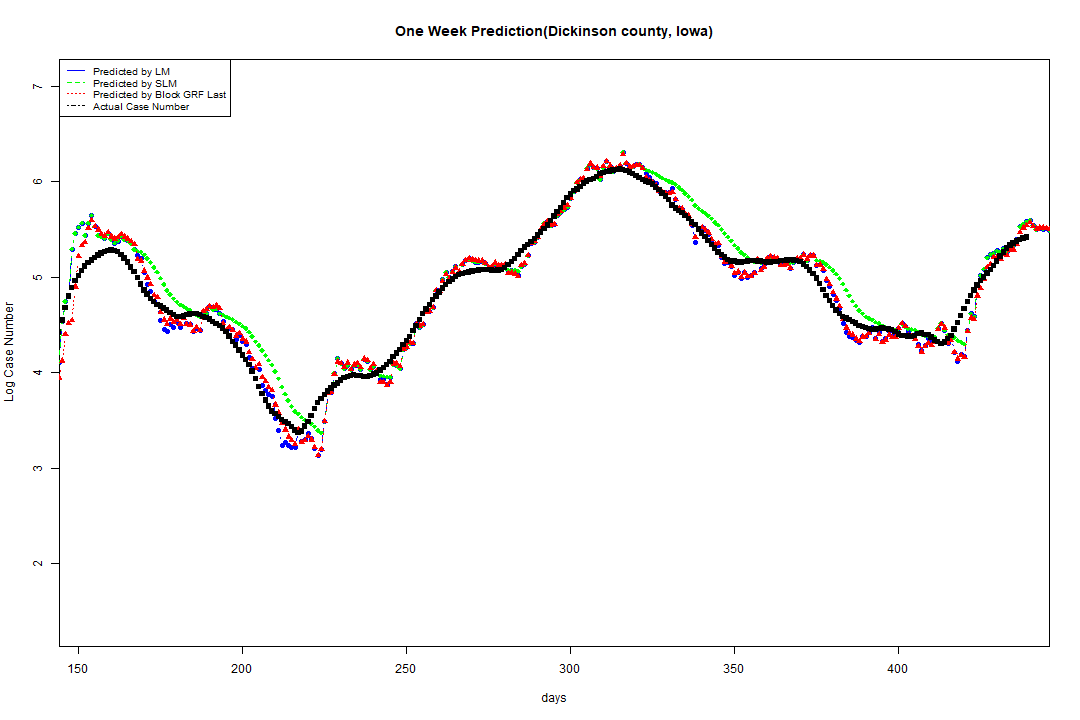 One Week Prediction(Dickinson county, Iowa)
Predicted by LM
Predicted by SLM
Predicted by Block GRF Last
Actual Case Number
7
6
5
4
3
2
Log Case Number
150 200 250 300 350 400
days